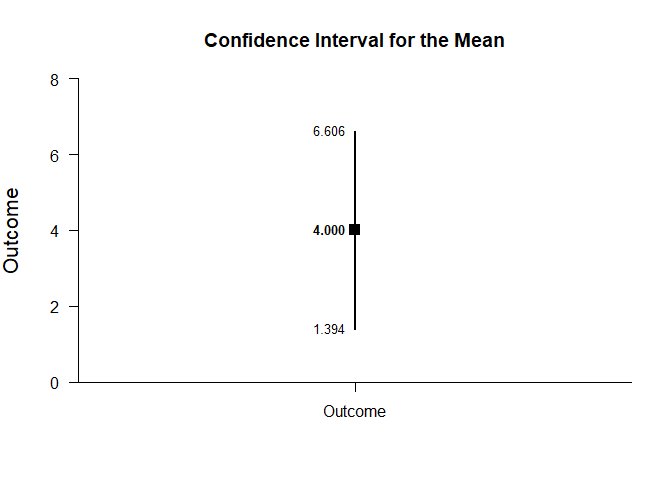 Confidence Interval for the Mean
8
6
4
2
0
Outcome
6.606
4.000
1.394
Outcome